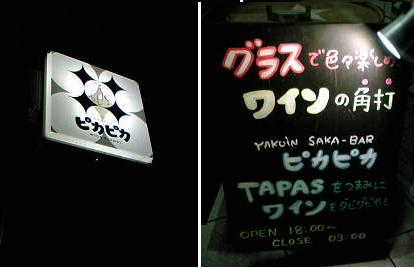 ピカピカ
グラスで色々楽しめ
ワインの角打
YAKUIN SAKA-BAR
ピカピカ
TAPASをつまみに
ワインをグビグビやれる
OPEN 18:00~
CLOSE 03:00